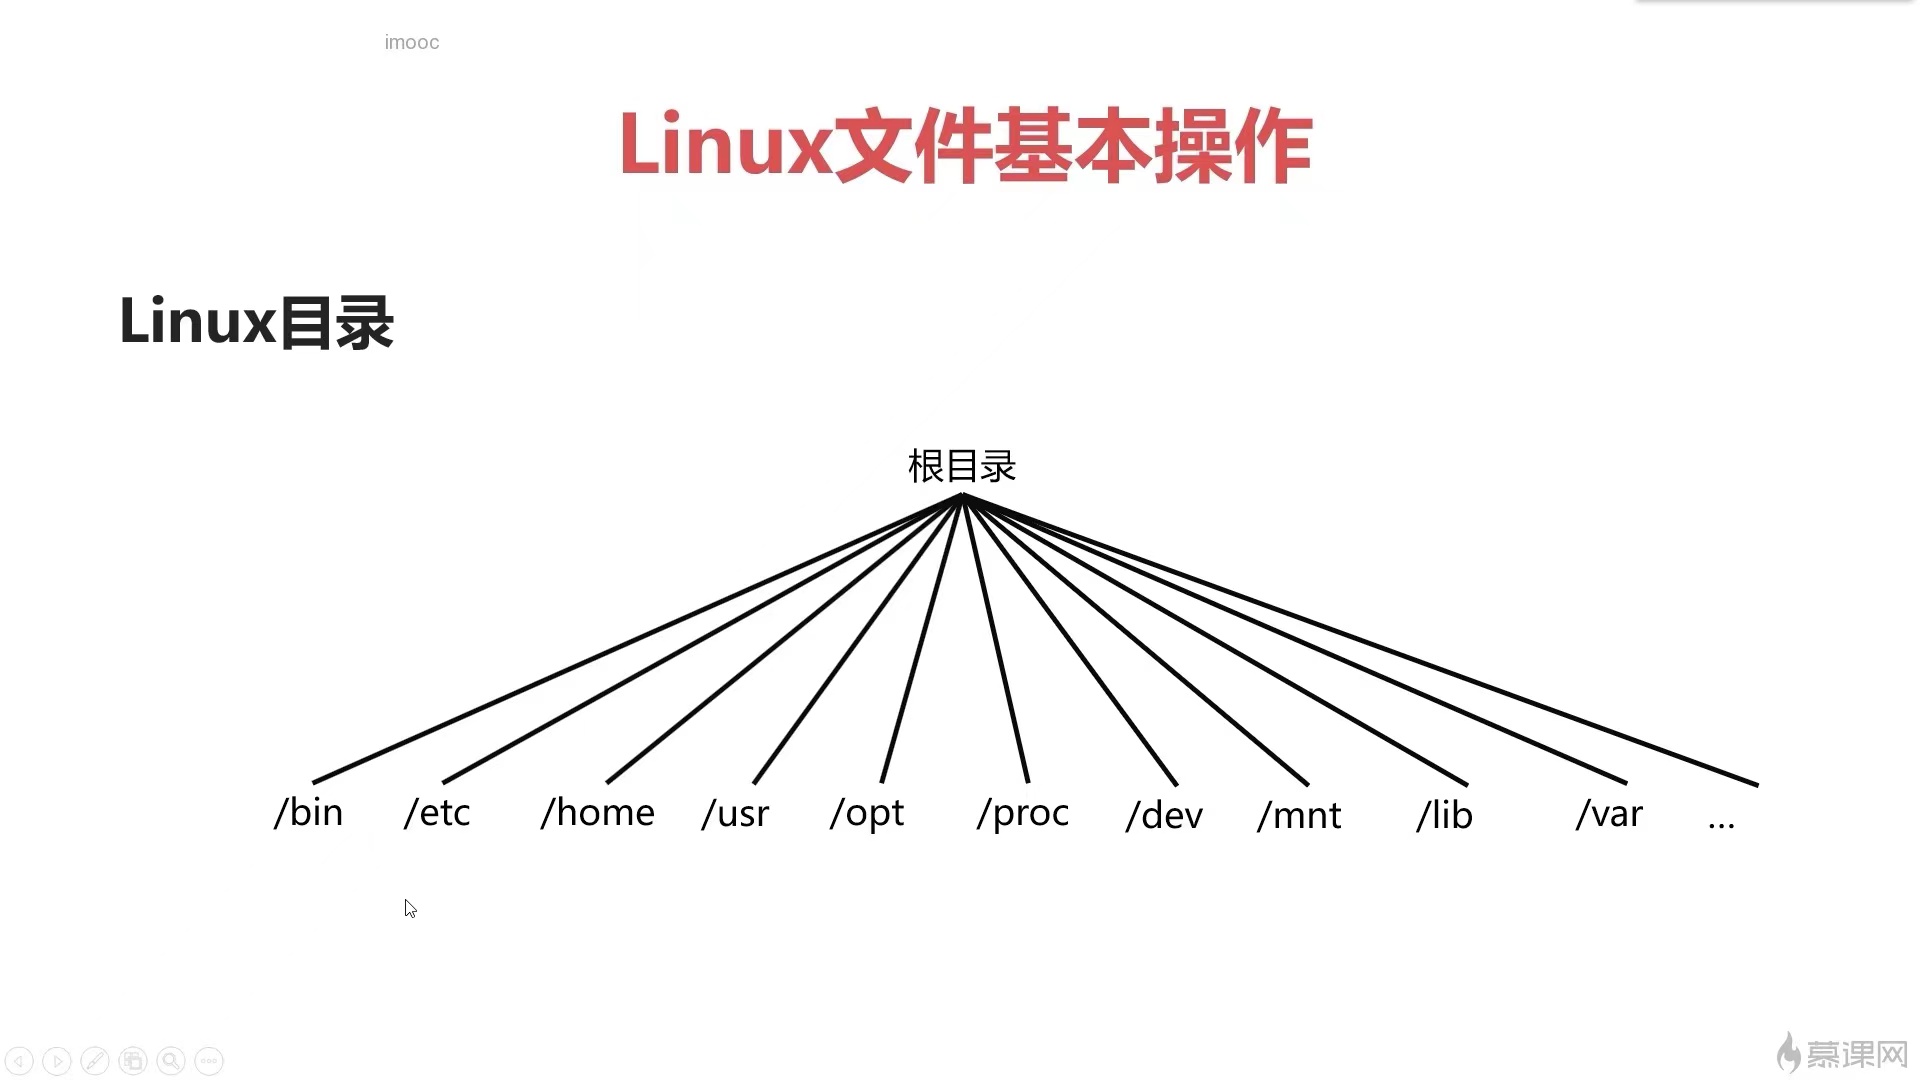 imooc
Linux文件基本操作
Linux目录
根目录
/bin /etc /home /usr /opt /proc /dev /mnt /lib /var ...
慕课网